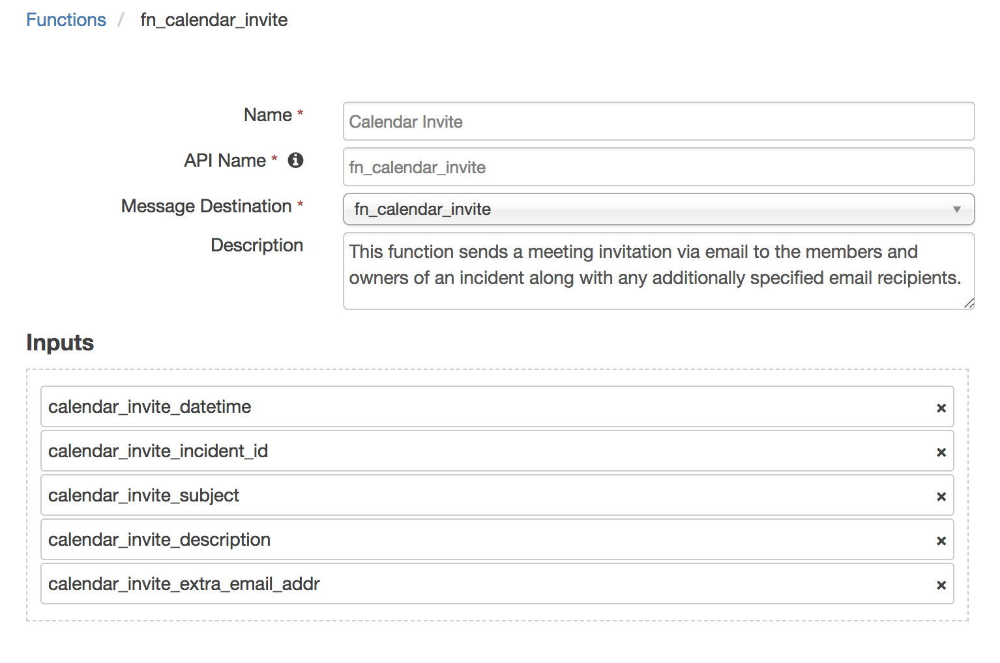 Functions / fn_calendar_invite
Name *
Calendar Invite
API Name *
fn_calendar_invite
Message Destination *
fn_calendar_invite
Description
This function sends a meeting invitation via email to the members and
owners of an incident along with any additionally specified email recipients.
Inputs
calendar_invite_datetime
calendar_invite_incident_id
calendar_invite_subject
calendar_invite_description
calendar_invite_extra_email_addr